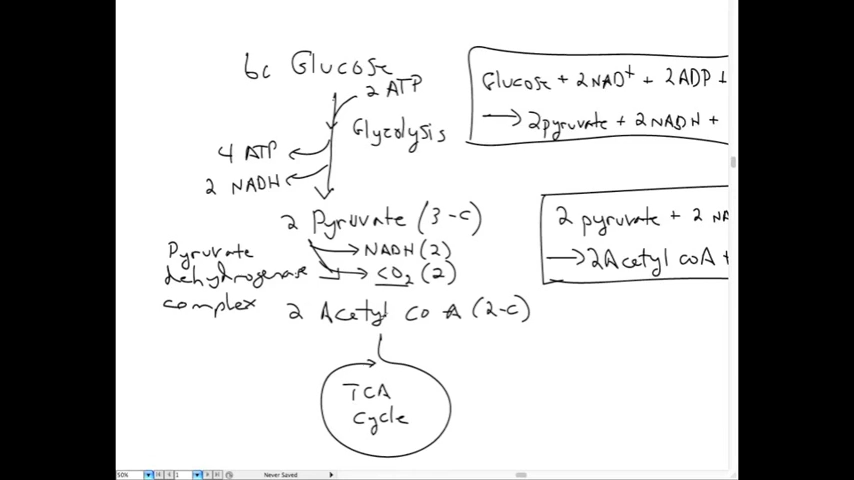 6c Glucose
2 ATP
Glycolysis
4 ATP
2 NADH
2 Pyruvate (3-c)
NADH (2)
CO2 (2)
Pyruvate
dehydrogenase
complex
2 Acetyl co A (2-c)
TCA
Cycle
Glucose + 2NAD+ + 2ADP +
→ 2pyruvate + 2NADH +
2 pyruvate + 2 NA
→ 2Acetyl coA +
50%
1
Never Saved